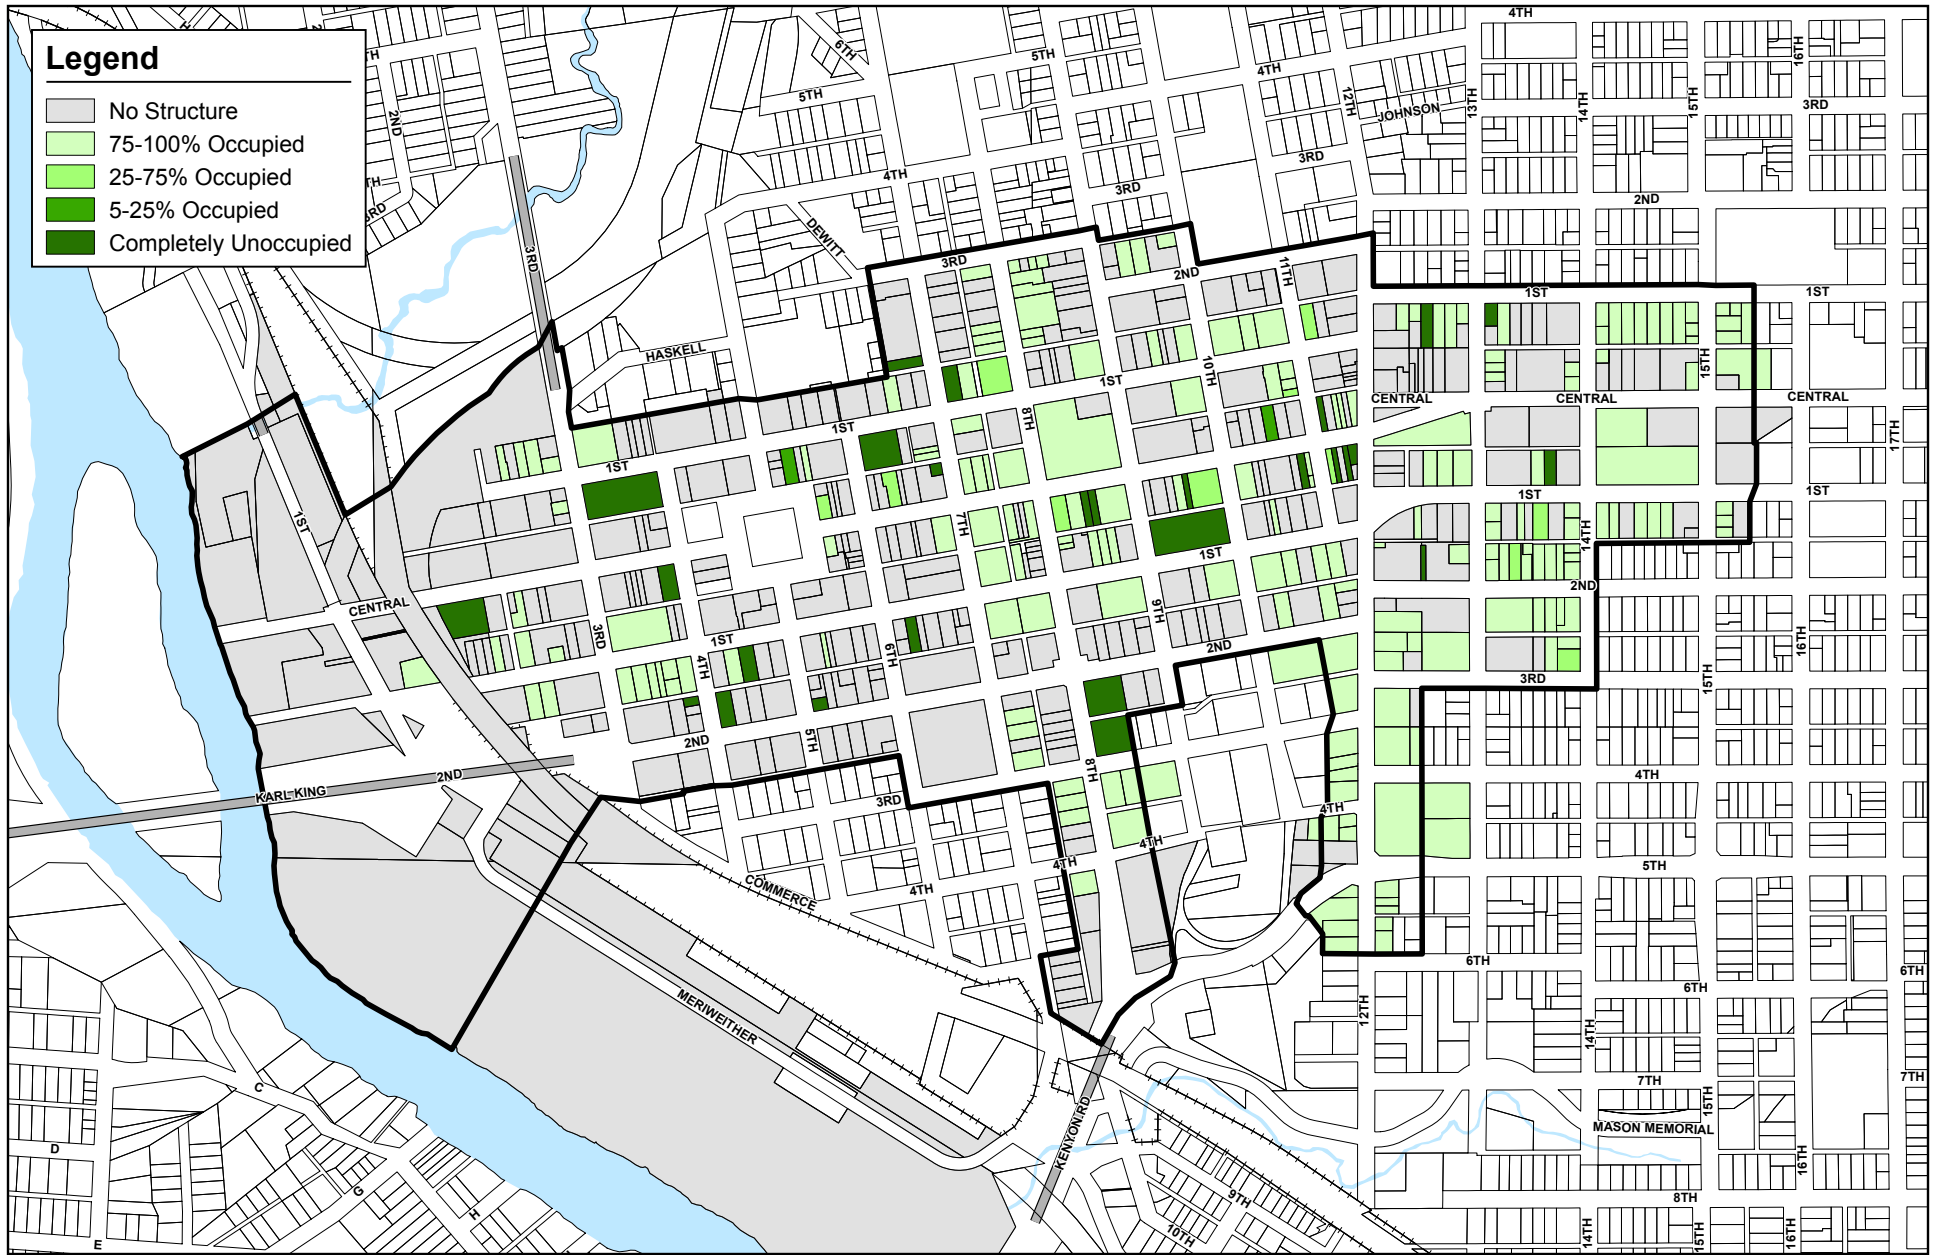 Legend
No Structure
75-100% Occupied
25-75% Occupied
5-25% Occupied
Completely Unoccupied
4TH
6TH
5TH
4TH
16TH
5TH
12TH
13TH
14TH
15TH
3RD
JOHNSON
2ND
3RD
4TH
3RD
2ND
3RD
DEWITT
3RD
2ND
11TH
1ST
1ST
3RD
HASKELL
10TH
15TH
1ST
CENTRAL
CENTRAL
CENTRAL
8TH
1ST
17TH
1ST
1ST
1ST
1ST
7TH
14TH
1ST
2ND
CENTRAL
9TH
3RD
1ST
6TH
4TH
2ND
16TH
15TH
3RD
2ND
5TH
2ND
8TH
4TH
KARL KING
3RD
4TH
4TH
4TH
5TH
COMMERCE
4TH
6TH
6TH
6TH
MERIWEITHER
12TH
14TH
7TH
7TH
C
15TH
KENYON RD
MASON MEMORIAL
D
16TH
G
9TH
8TH
H
10TH
14TH
15TH
16TH
E